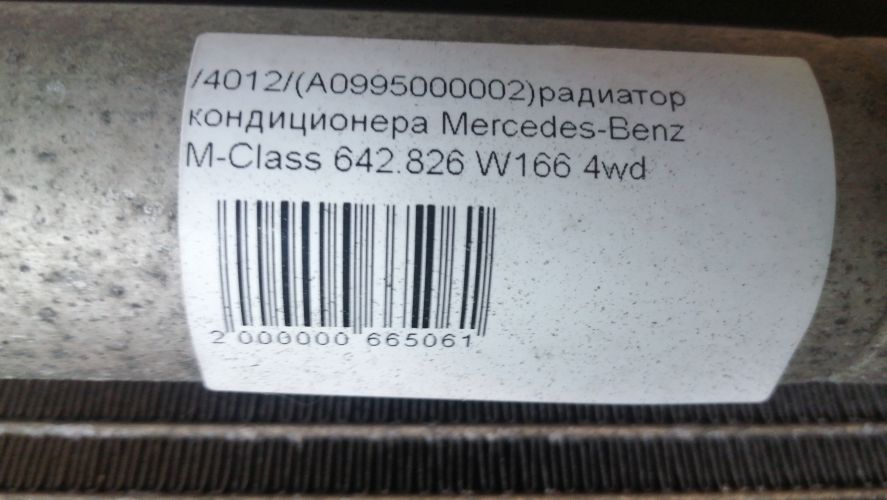 /4012/(A0995000002)радиатор
кондиционера Mercedes-Benz
M-Class 642.826 W166 4wd
2 000000 665061